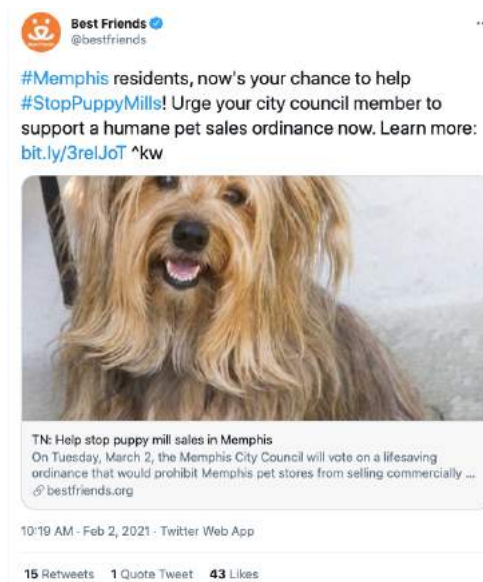 Best Friends
@bestfriends
#Memphis residents, now's your chance to help
#StopPuppyMills! Urge your city council member to
support a humane pet sales ordinance now. Learn more:
bit.ly/3relJoT ^kw
TN: Help stop puppy mill sales in Memphis
On Tuesday, March 2, the Memphis City Council will vote on a lifesaving
ordinance that would prohibit Memphis pet stores from selling commercially ...
bestfriends.org
10:19 AM · Feb 2, 2021 · Twitter Web App
15 Retweets 1 Quote Tweet 43 Likes